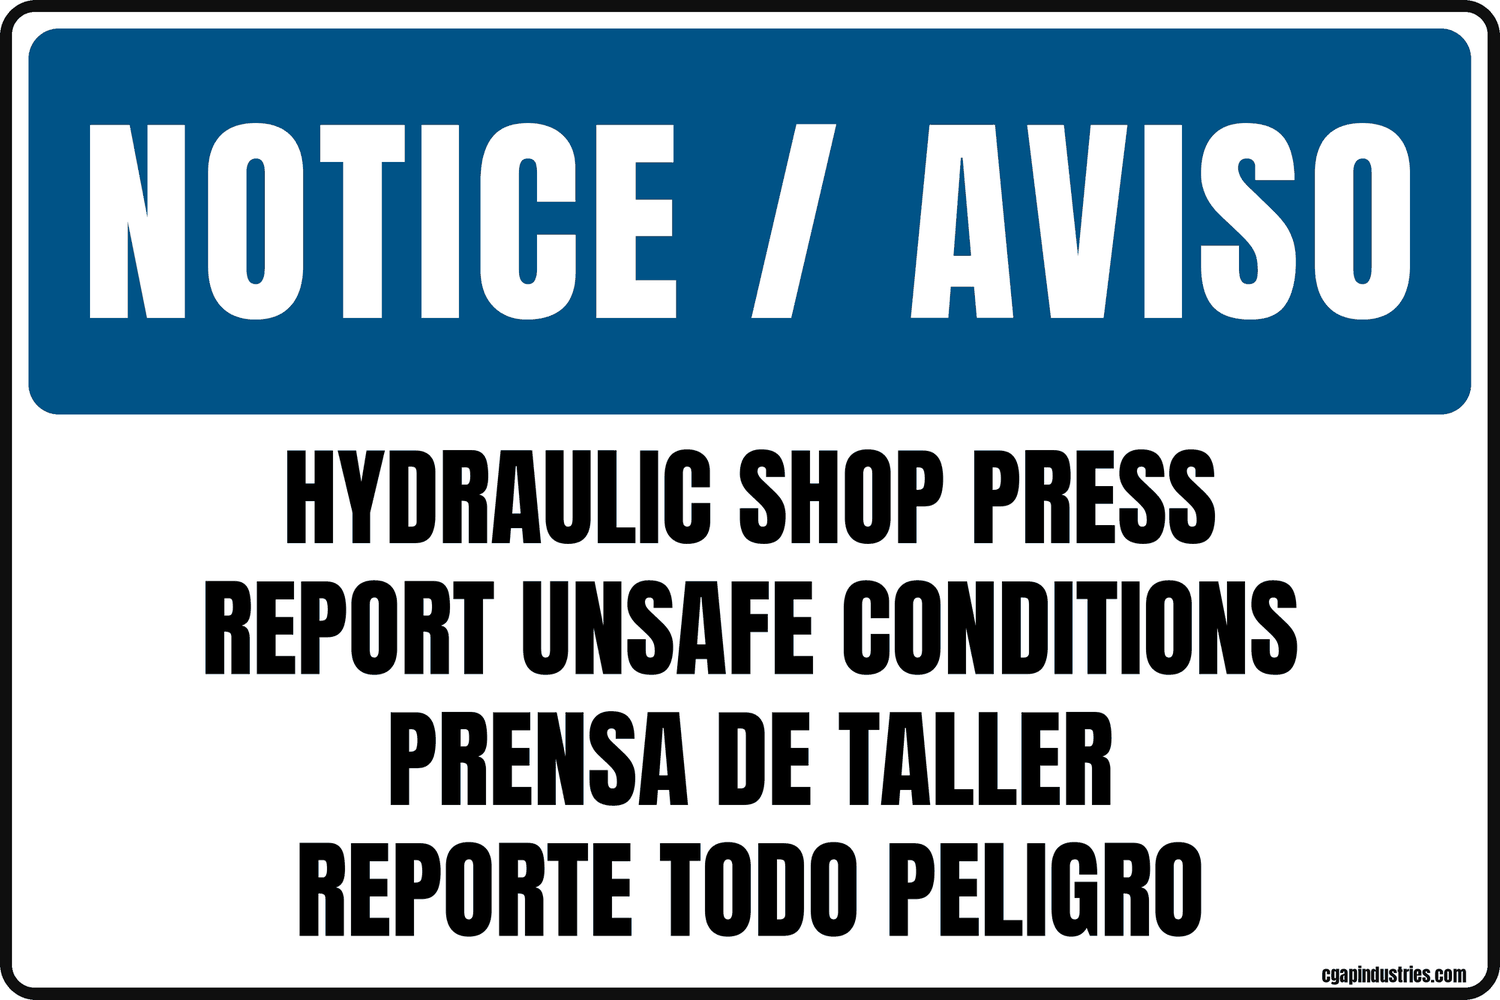 NOTICE / AVISO
HYDRAULIC SHOP PRESS
REPORT UNSAFE CONDITIONS
PRENSA DE TALLER
REPORTE TODO PELIGRO
cgapindustries.com